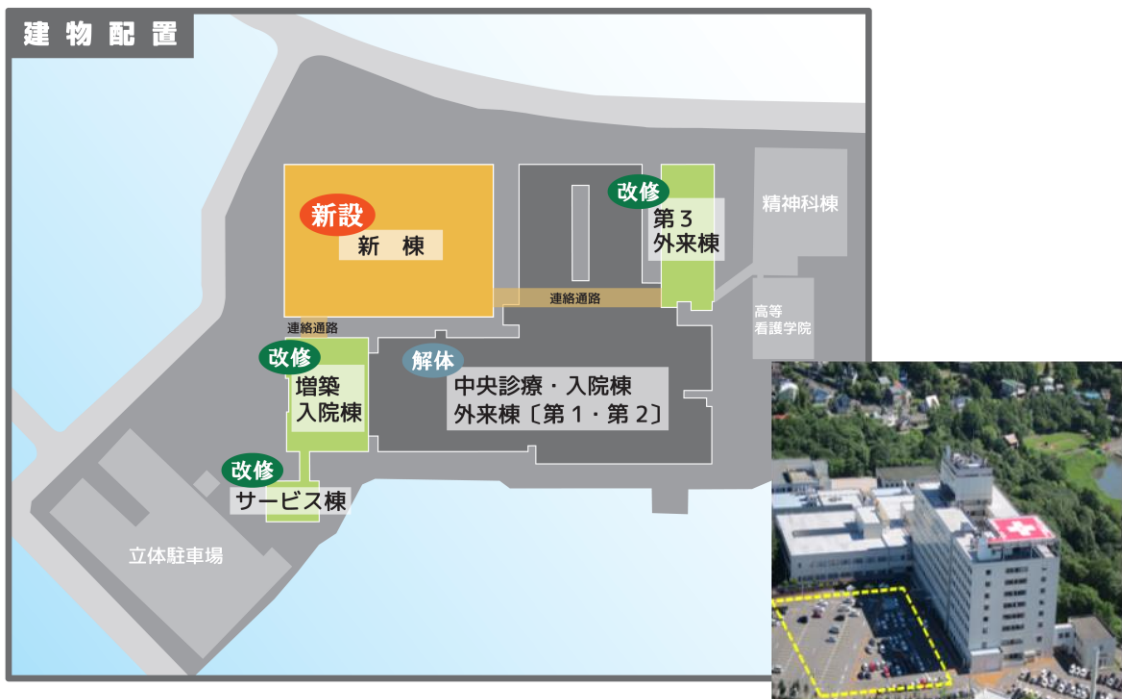 建物配置
新設
新 棟
改修
第3
外来棟
精神科棟
連絡通路
高等
看護学院
連絡通路
改修
増築
入院棟
解体
中央診療・入院棟
外来棟〔第1・第2〕
改修
サービス棟
立体駐車場